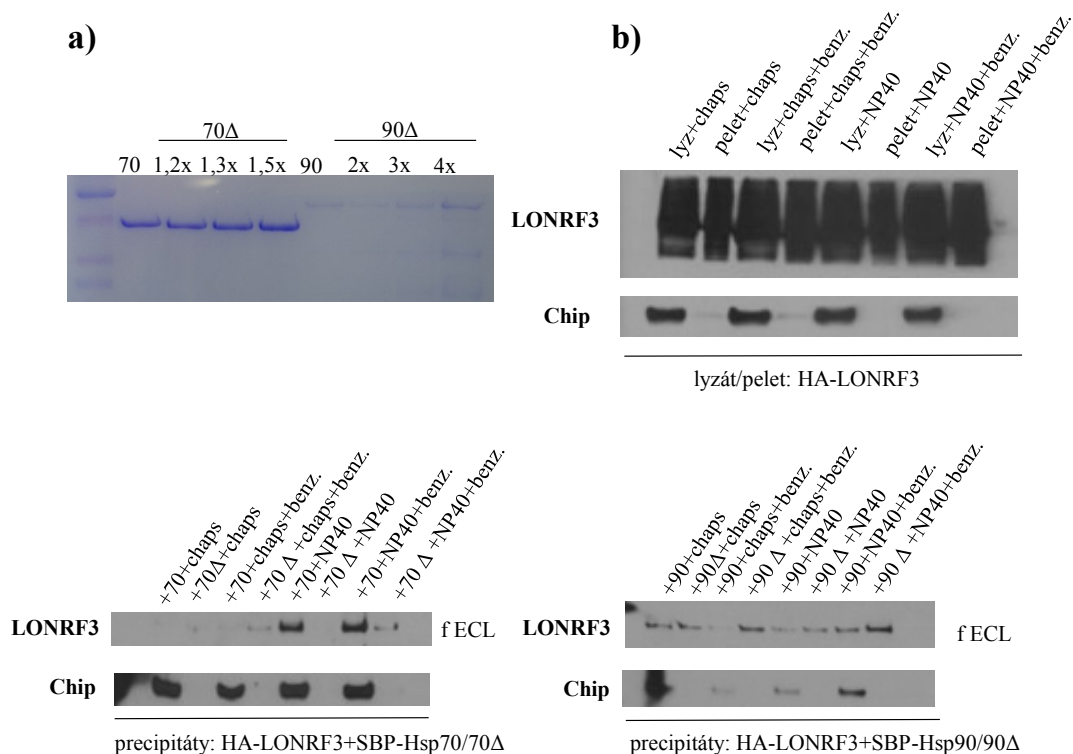 a)
70Δ 90Δ
70 1,2x 1,3x 1,5x 90 2x 3x 4x
b)
lyz+chaps
pelet+chaps
lyz+chaps+benz.
pelet+chaps+benz.
lyz+NP40
pelet+NP40
lyz+NP40+benz.
pelet+NP40+benz.
LONRF3
Chip
lyzát/pelet: HA-LONRF3
+70+chaps
+70Δ+chaps
+70+chaps+benz.
+70 Δ +chaps+benz.
+70+NP40
+70 Δ +NP40
+70+NP40+benz.
+70 Δ +NP40+benz.
LONRF3 f ECL
Chip
precipitáty: HA-LONRF3+SBP-Hsp70/70Δ
+90+chaps
+90Δ+chaps
+90+chaps+benz.
+90 Δ +chaps+benz.
+90+NP40
+90 Δ +NP40
+90+NP40+benz.
+90 Δ +NP40+benz.
LONRF3 f ECL
Chip
precipitáty: HA-LONRF3+SBP-Hsp90/90Δ